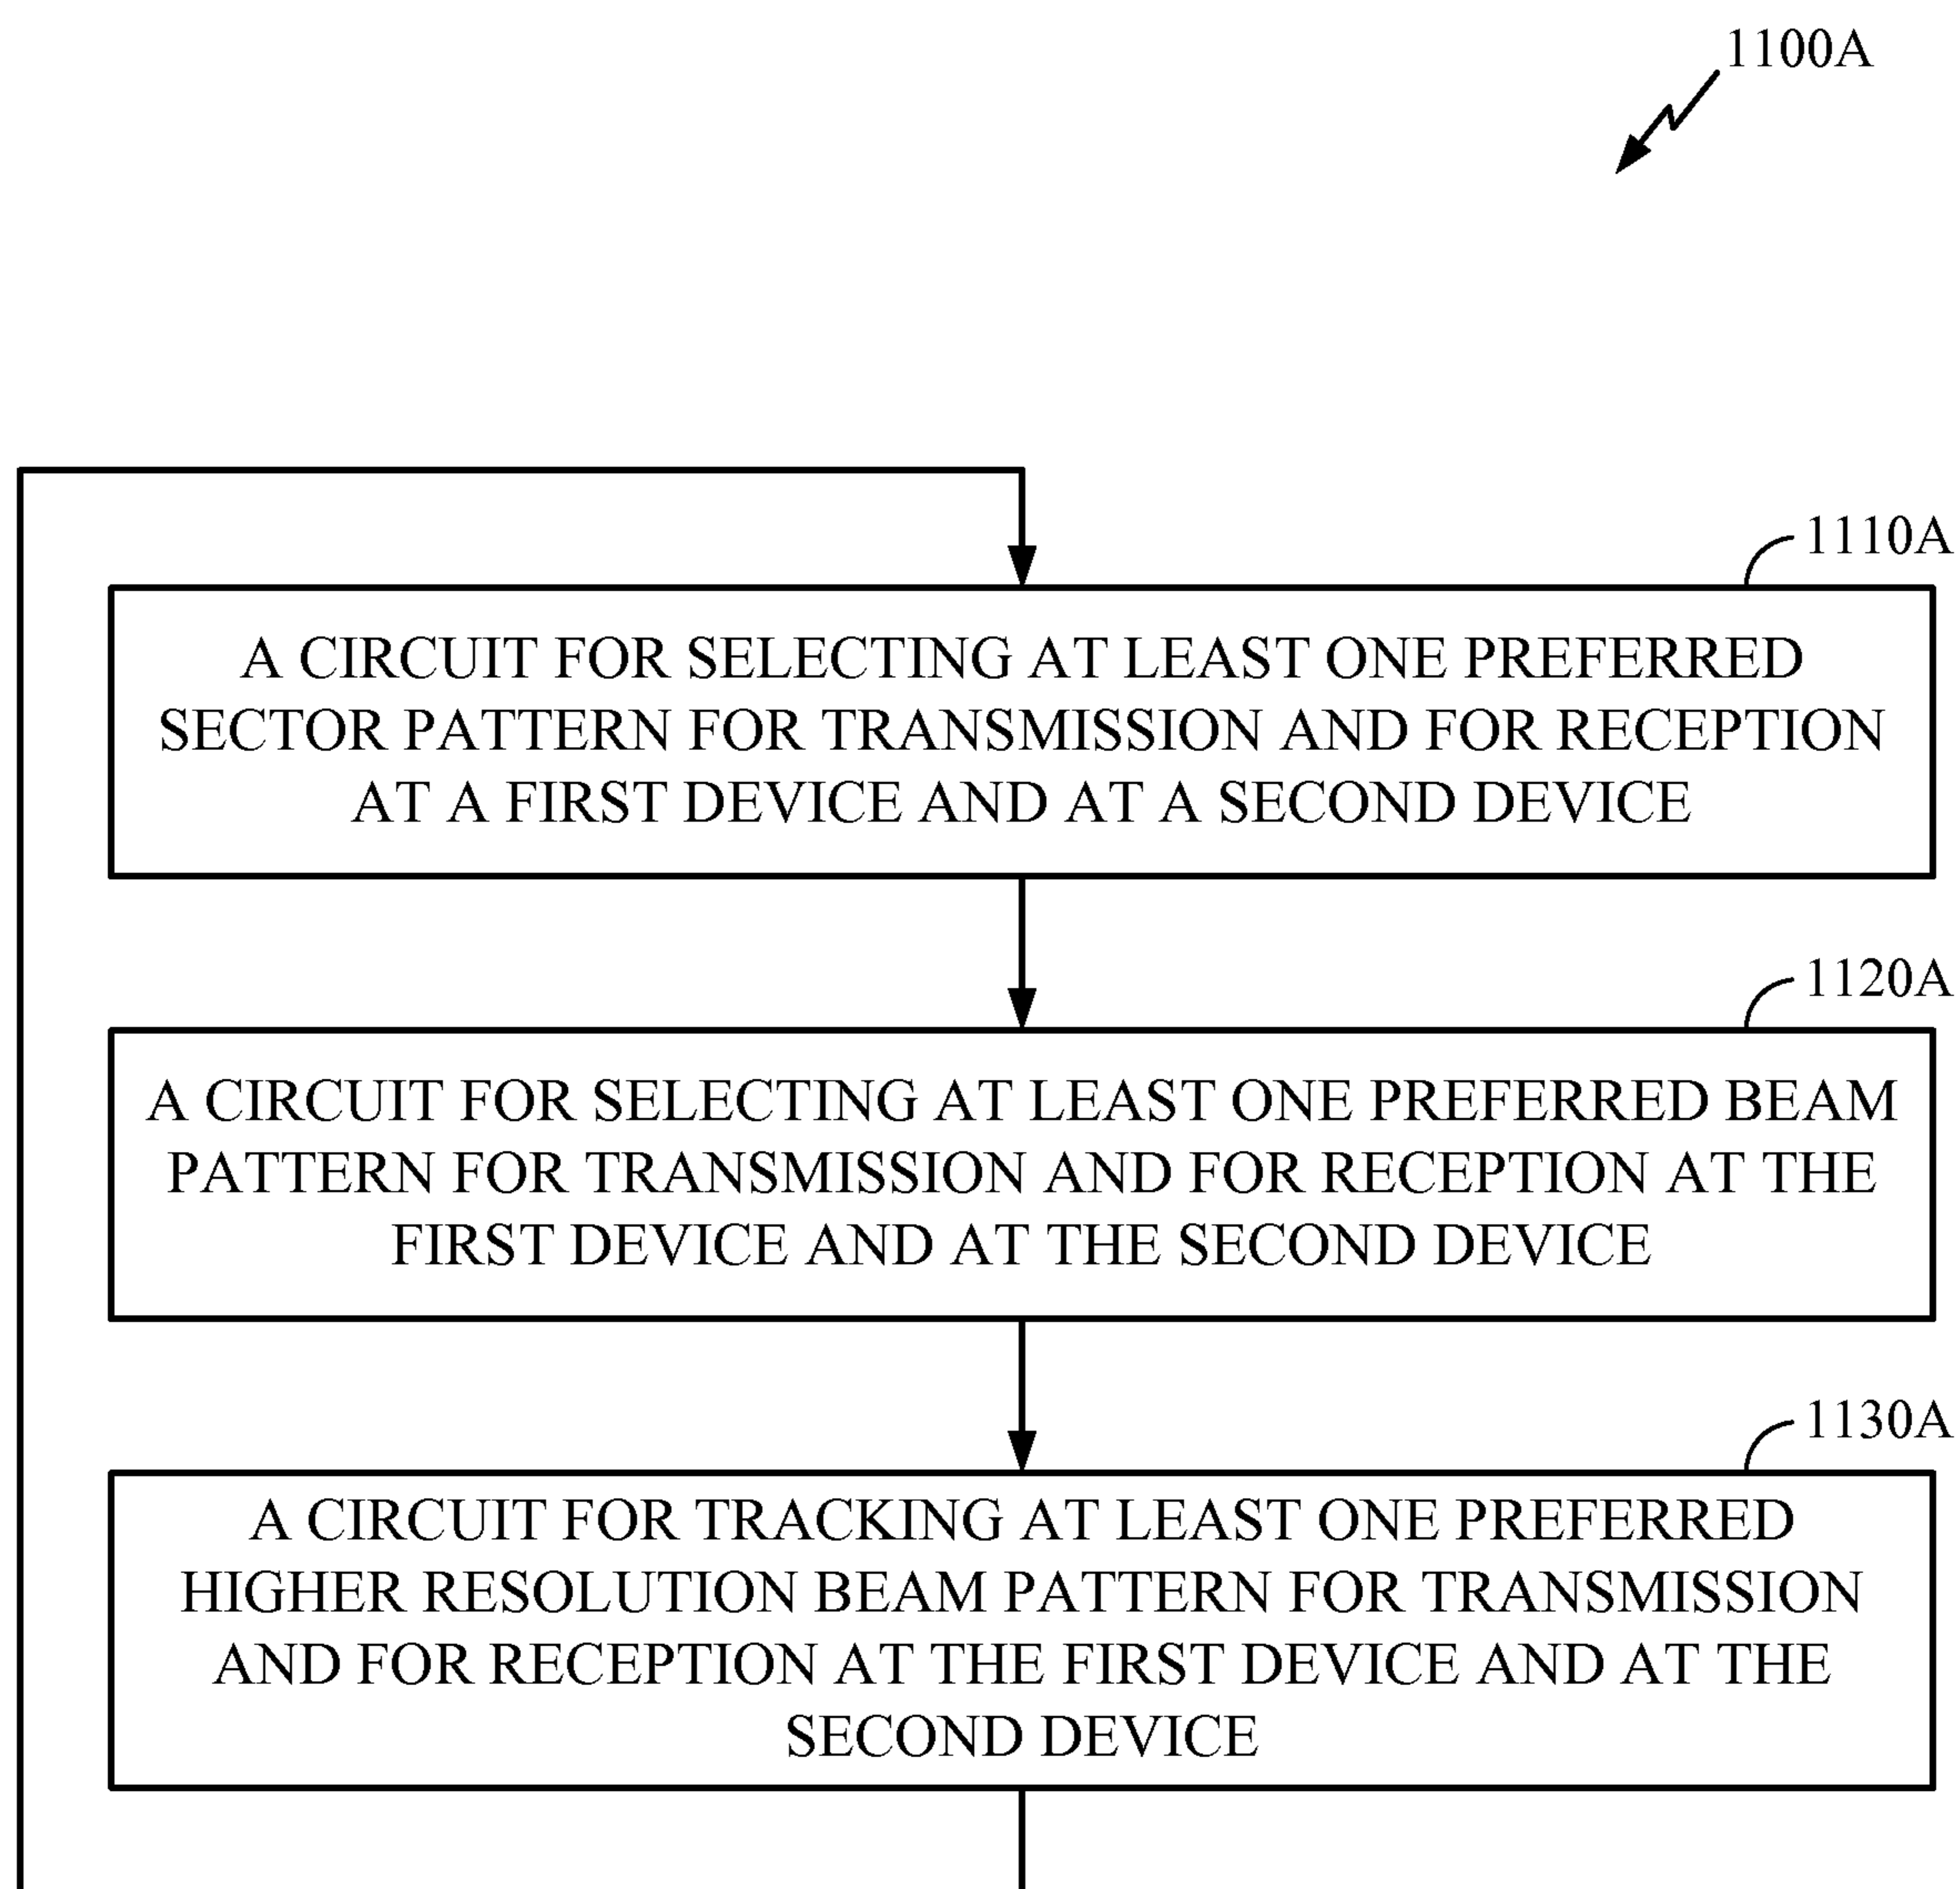 1100A
1110A
A CIRCUIT FOR SELECTING AT LEAST ONE PREFERRED
SECTOR PATTERN FOR TRANSMISSION AND FOR RECEPTION
AT A FIRST DEVICE AND AT A SECOND DEVICE
1120A
A CIRCUIT FOR SELECTING AT LEAST ONE PREFERRED BEAM
PATTERN FOR TRANSMISSION AND FOR RECEPTION AT THE
FIRST DEVICE AND AT THE SECOND DEVICE
1130A
A CIRCUIT FOR TRACKING AT LEAST ONE PREFERRED
HIGHER RESOLUTION BEAM PATTERN FOR TRANSMISSION
AND FOR RECEPTION AT THE FIRST DEVICE AND AT THE
SECOND DEVICE